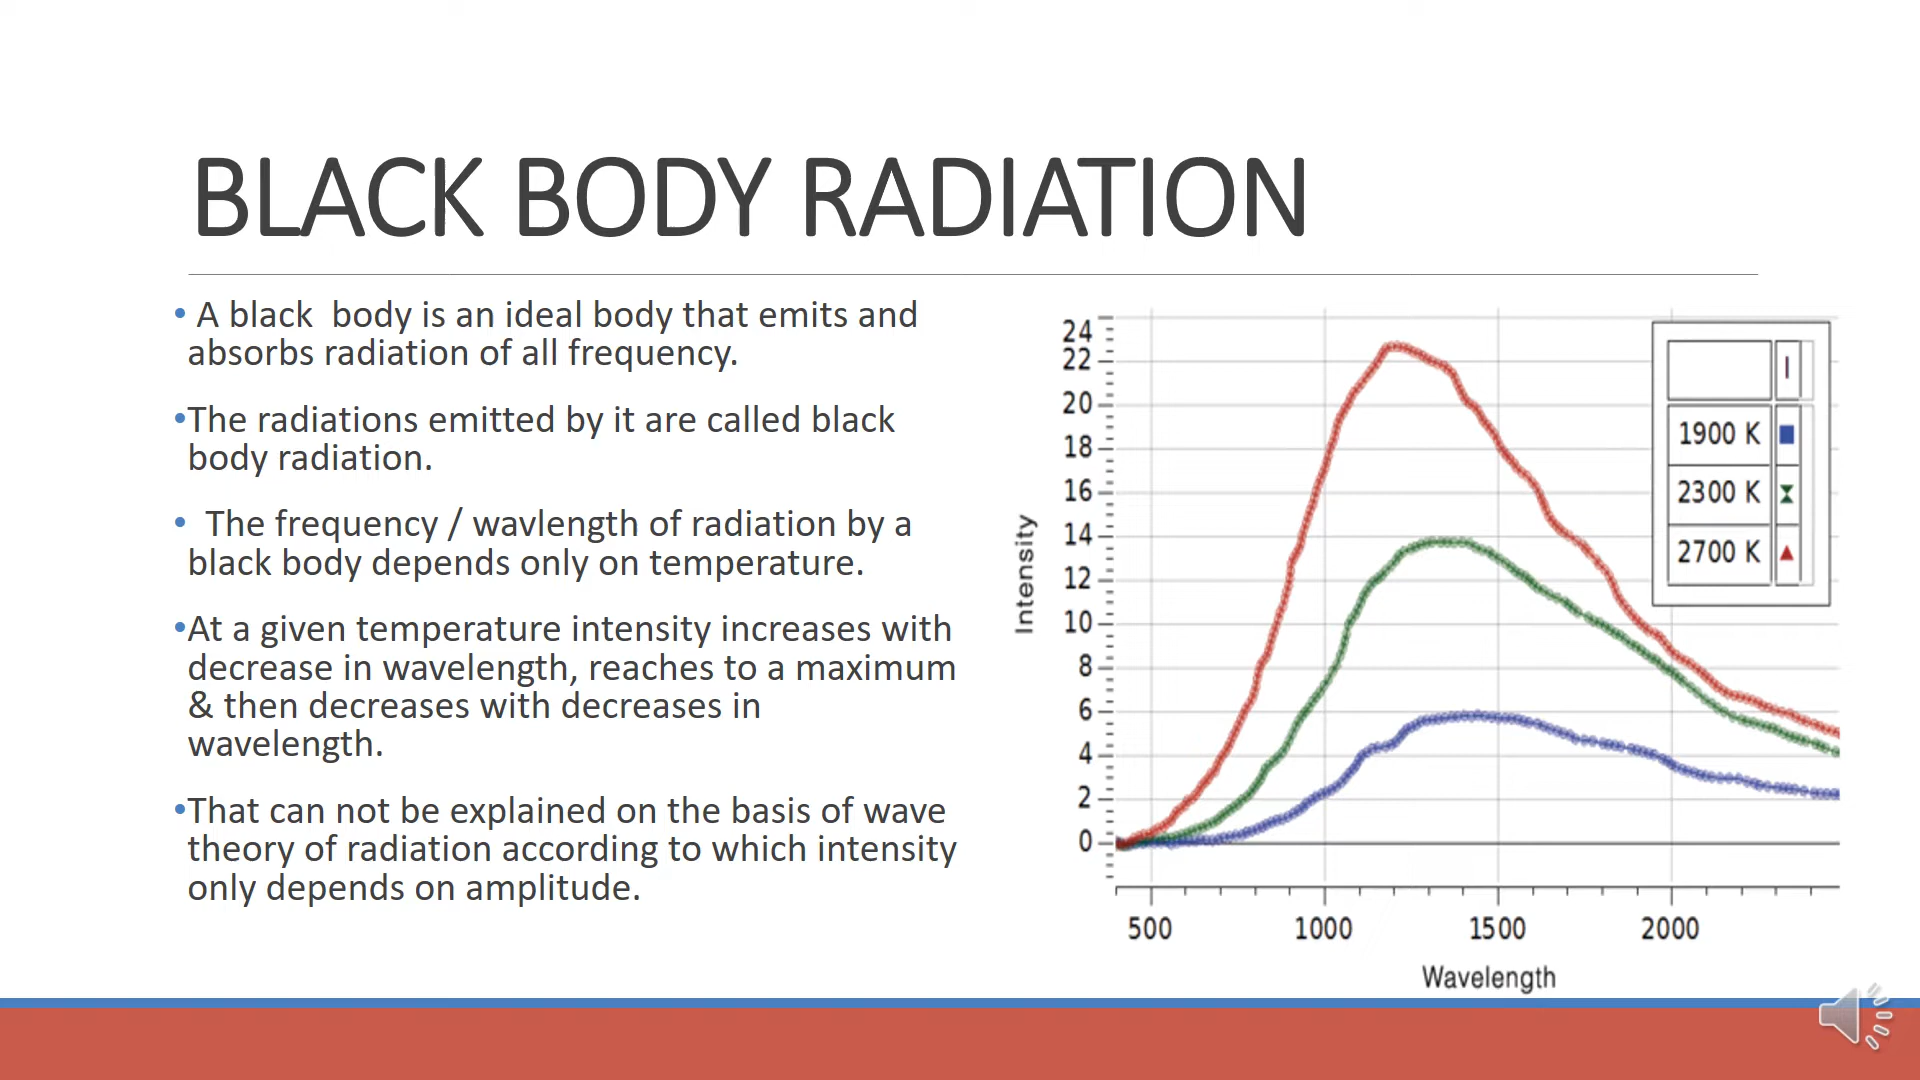 BLACK BODY RADIATION
• A black  body is an ideal body that emits and
absorbs radiation of all frequency.
•The radiations emitted by it are called black
body radiation.
•  The frequency / wavlength of radiation by a
black body depends only on temperature.
•At a given temperature intensity increases with
decrease in wavelength, reaches to a maximum
& then decreases with decreases in
wavelength.
•That can not be explained on the basis of wave
theory of radiation according to which intensity
only depends on amplitude.
Intensity
24
22
20
18
16
14
12
10
8
6
4
2
0
500 1000 1500 2000
Wavelength
1900 K
2300 K
2700 K